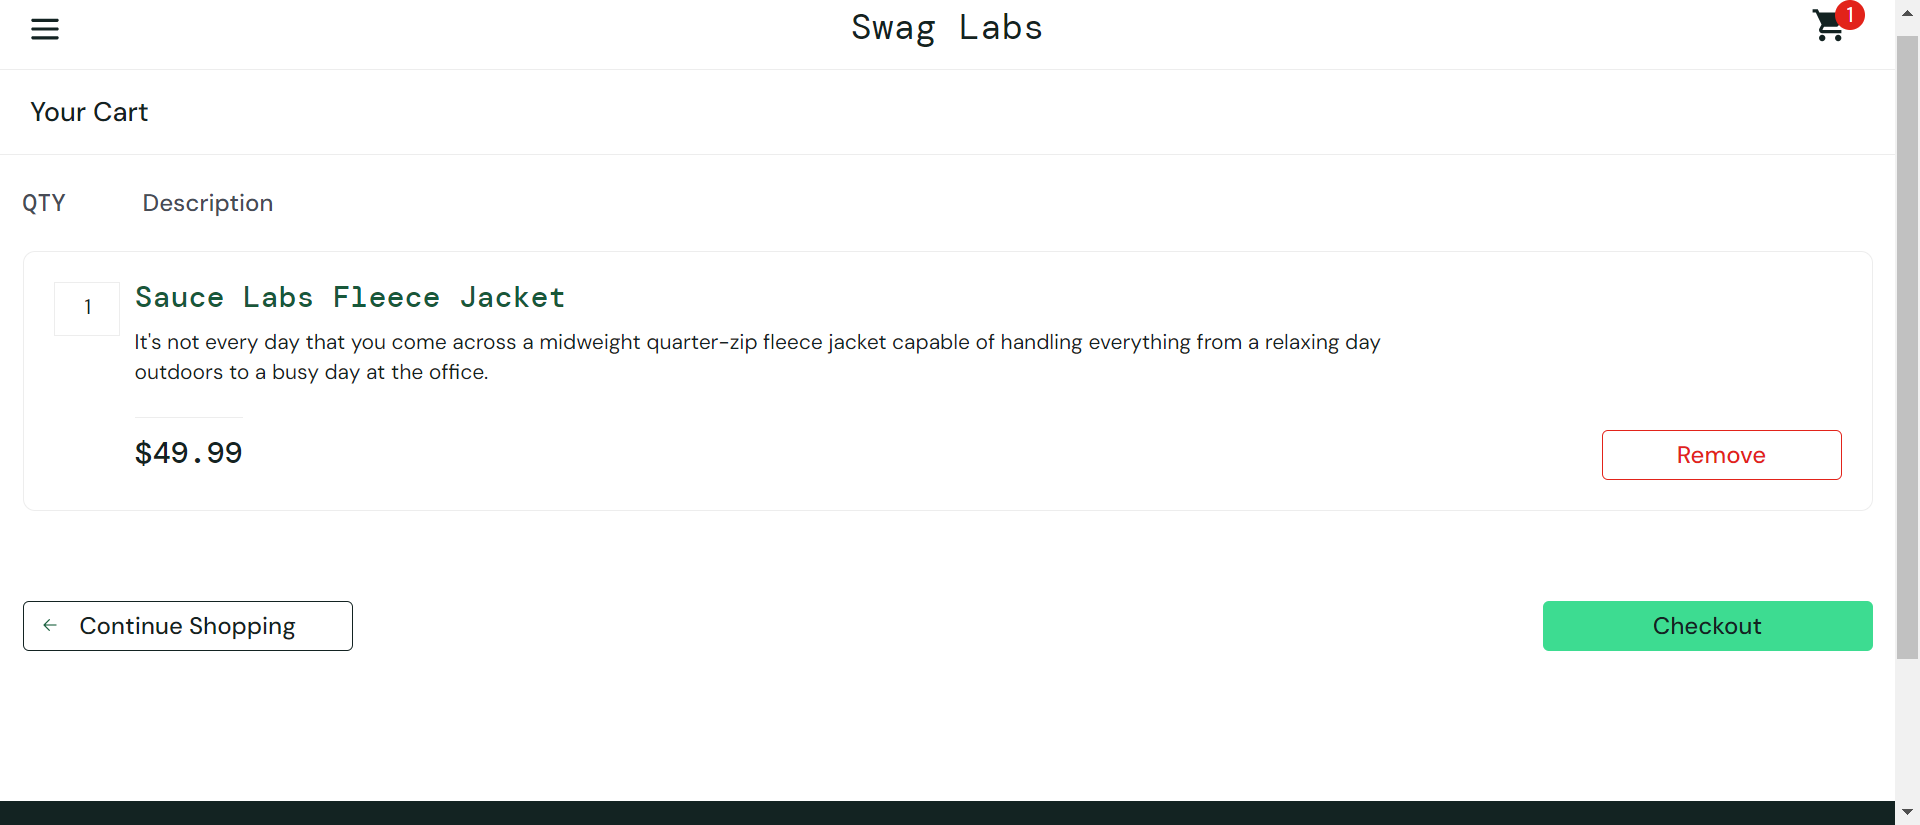 Swag Labs
1
Your Cart
QTY Description
1
Sauce Labs Fleece Jacket
It's not every day that you come across a midweight quarter-zip fleece jacket capable of handling everything from a relaxing day
outdoors to a busy day at the office.
$49.99
Remove
Continue Shopping
Checkout